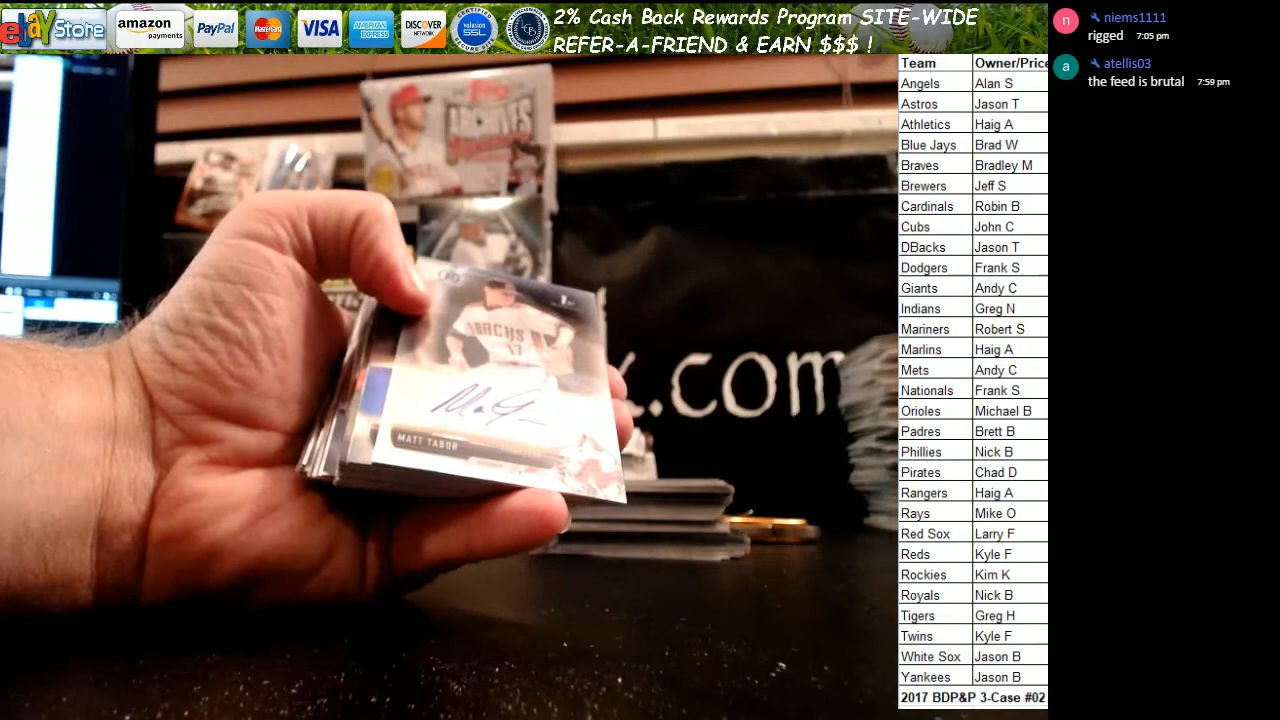 ebay Store
amazon
payments
PayPal
MasterCard
VISA
AMERICAN
EXPRESS
DISCOVER
NETWORK
volusion
SSL
2% Cash Back Rewards Program SITE-WIDE
REFER-A-FRIEND & EARN $$$ !
niems1111
rigged 7:05 pm
atellis03
the feed is brutal 7:59 pm
Team Owner/Price
Angels Alan S
Astros Jason T
Athletics Haig A
Blue Jays Brad W
Braves Bradley M
Brewers Jeff S
Cardinals Robin B
Cubs John C
DBacks Jason T
Dodgers Frank S
Giants Andy C
Indians Greg N
Mariners Robert S
Marlins Haig A
Mets Andy C
Nationals Frank S
Orioles Michael B
Padres Brett B
Phillies Nick B
Pirates Chad D
Rangers Haig A
Rays Mike O
Red Sox Larry F
Reds Kyle F
Rockies Kim K
Royals Nick B
Tigers Greg H
Twins Kyle F
White Sox Jason B
Yankees Jason B
2017 BDP&P 3-Case #02
ARCHIVES
DBACKS
17
MATT TABOR
.com